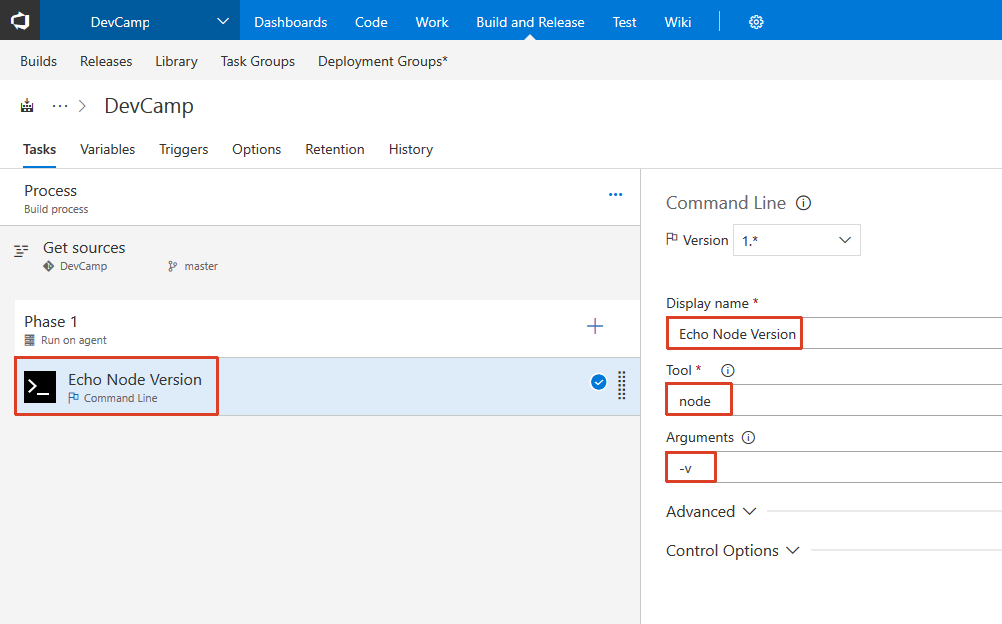 DevCamp Dashboards Code Work Build and Release Test Wiki
Builds Releases Library Task Groups Deployment Groups*
··· > DevCamp
Tasks Variables Triggers Options Retention History
Process ···
Build process
Get sources
DevCamp master
Phase 1 +
Run on agent
Echo Node Version
Command Line
Command Line
Version 1.*
Display name *
Echo Node Version
Tool *
node
Arguments
-v
Advanced
Control Options